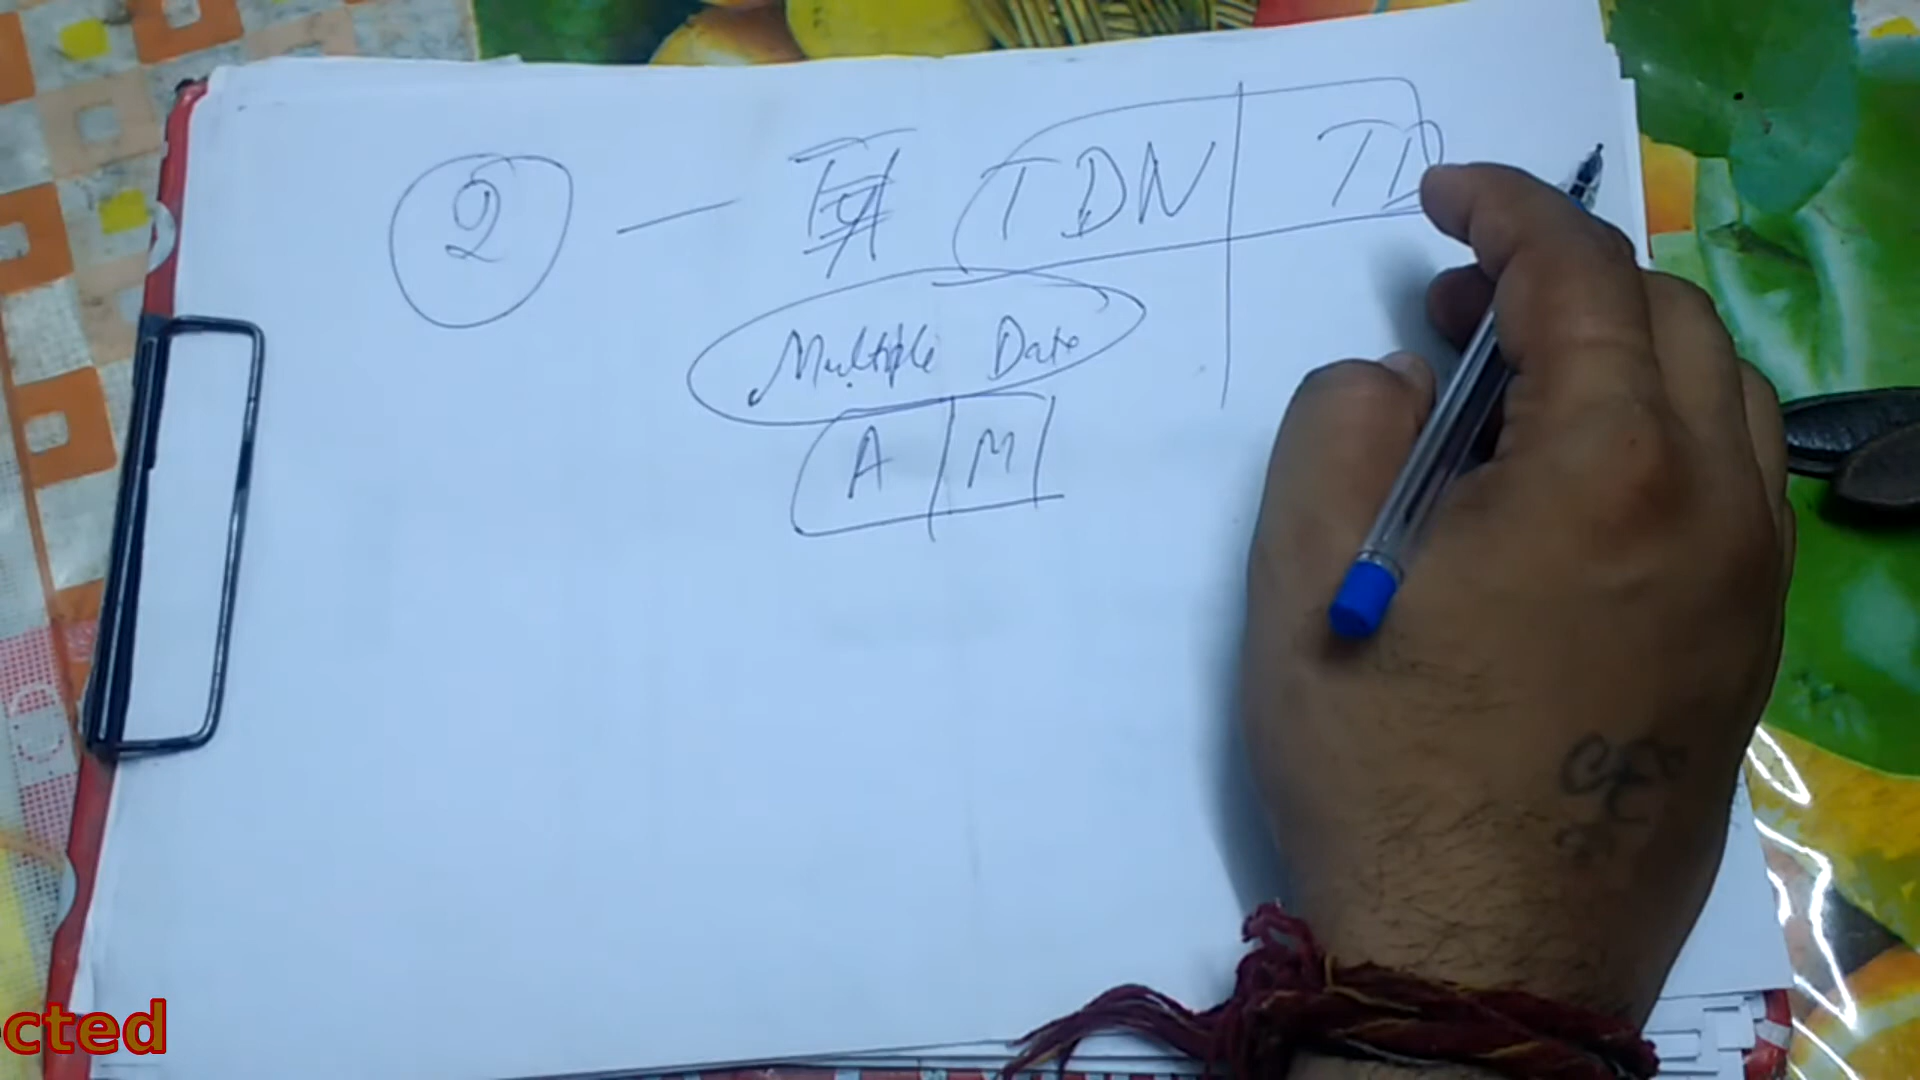 2 — TDN TD
Multiple Date
A M
cted